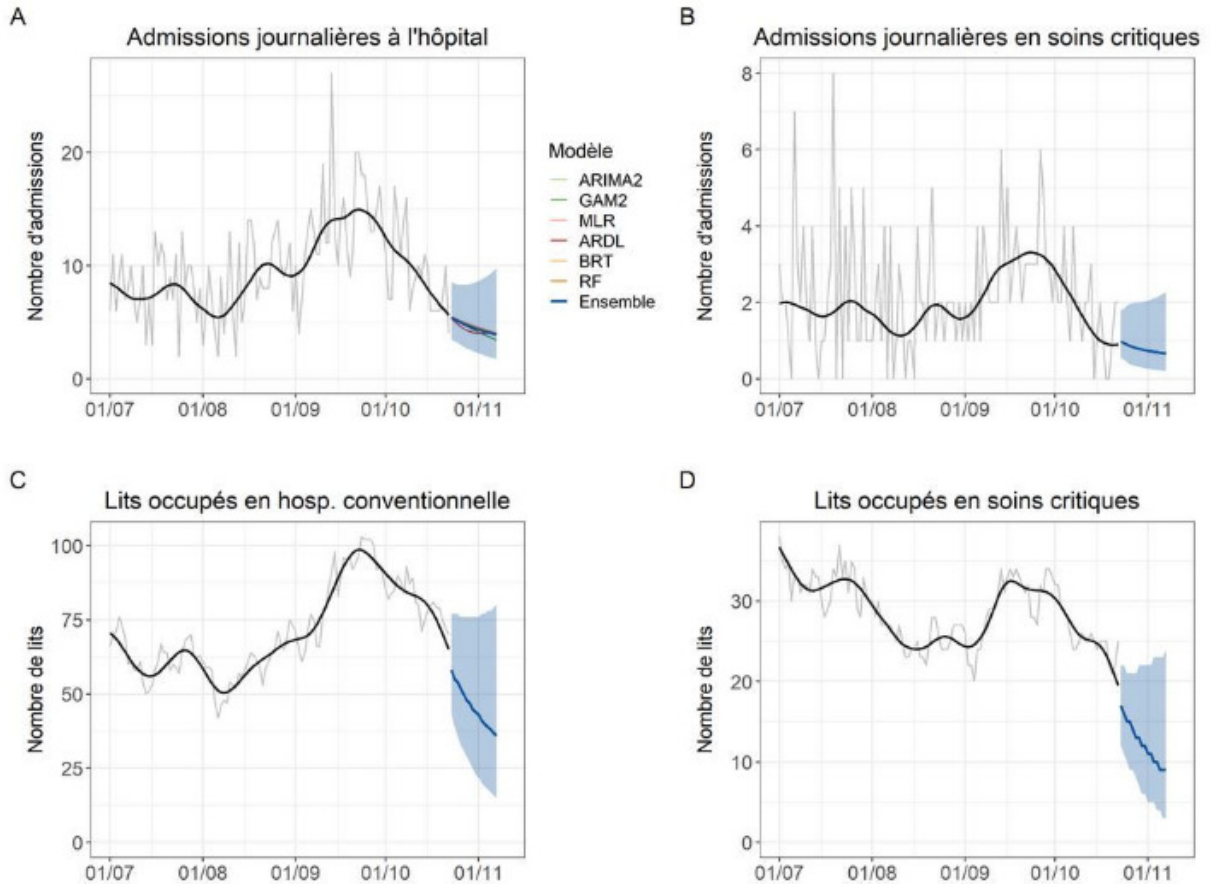 A
Admissions journalières à l'hôpital
Nombre d'admissions
20
10
0
01/07 01/08 01/09 01/10 01/11
Modèle
ARIMA2
GAM2
MLR
ARDL
BRT
RF
Ensemble
B
Admissions journalières en soins critiques
Nombre d'admissions
8
6
4
2
0
01/07 01/08 01/09 01/10 01/11
C
Lits occupés en hosp. conventionnelle
Nombre de lits
100
75
50
25
0
01/07 01/08 01/09 01/10 01/11
D
Lits occupés en soins critiques
Nombre de lits
30
20
10
0
01/07 01/08 01/09 01/10 01/11